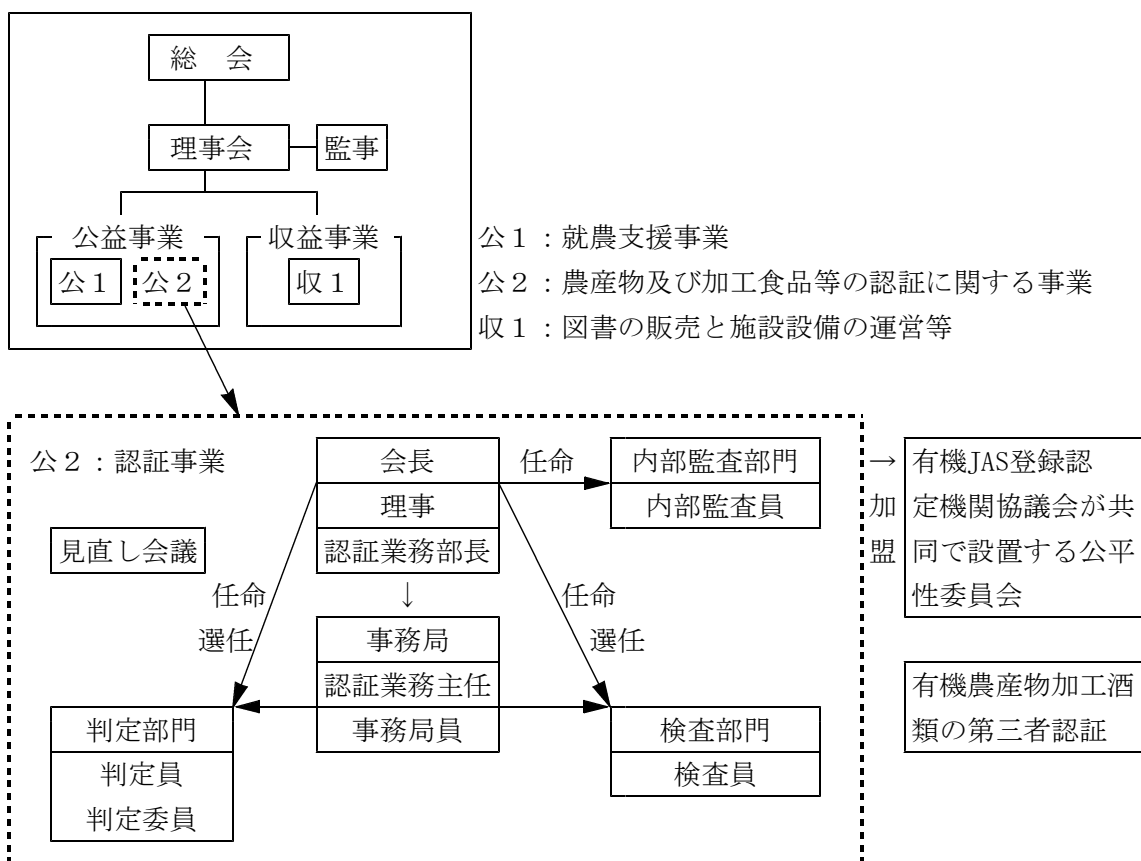 組織図
総　会
理事会
監事
公益事業
収益事業
公１
公２
収１
公１：就農支援事業
公２：農産物及び加工食品等の認証に関する事業
収１：図書の販売と施設設備の運営等
公２：認証事業
会長
理事
認証業務部長
任命
内部監査部門
内部監査員
→
加
盟
有機JAS登録認
定機関協議会が共
同で設置する公平
性委員会
見直し会議
任命
選任
↓
任命
選任
事務局
認証業務主任
事務局員
有機農産物加工酒
類の第三者認証
判定部門
判定員
判定委員
検査部門
検査員